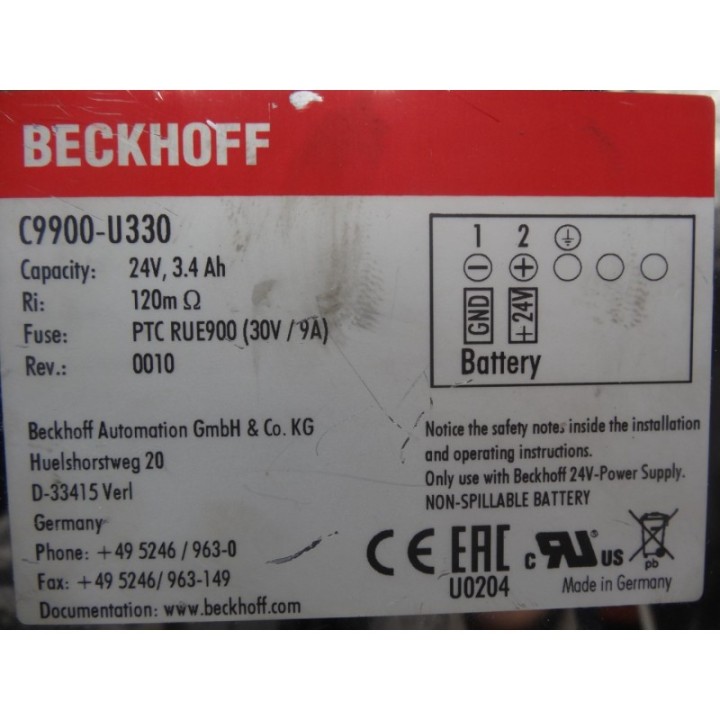 BECKHOFF
C9900-U330
Capacity: 24V, 3.4 Ah
Ri: 120m Ω
Fuse: PTC RUE900 (30V / 9A)
Rev.: 0010
1 2
GND +24V
Battery
Beckhoff Automation GmbH & Co. KG
Huelshorstweg 20
D-33415 Verl
Germany
Phone: +49 5246 / 963-0
Fax: +49 5246/ 963-149
Documentation: www.beckhoff.com
Notice the safety notes inside the installation
and operating instructions.
Only use with Beckhoff 24V-Power Supply.
NON-SPILLABLE BATTERY
CE EAC c RU US pb
U0204 Made in Germany